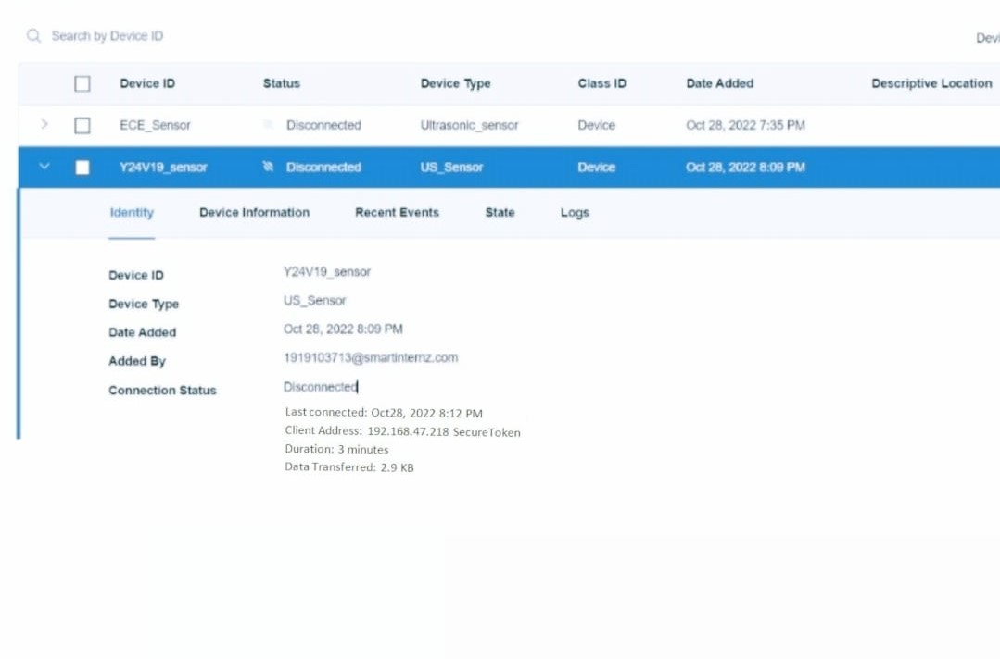 Search by Device ID
Devi
Device ID Status Device Type Class ID Date Added Descriptive Location
ECE_Sensor Disconnected Ultrasonic_sensor Device Oct 28, 2022 7:35 PM
Y24V19_sensor Disconnected US_Sensor Device Oct 28, 2022 8:09 PM
Identity Device Information Recent Events State Logs
Device ID Y24V19_sensor
Device Type US_Sensor
Date Added Oct 28, 2022 8:09 PM
Added By 1919103713@smartinternz.com
Connection Status Disconnected
Last connected: Oct28, 2022 8:12 PM
Client Address: 192.168.47.218 SecureToken
Duration: 3 minutes
Data Transferred: 2.9 KB